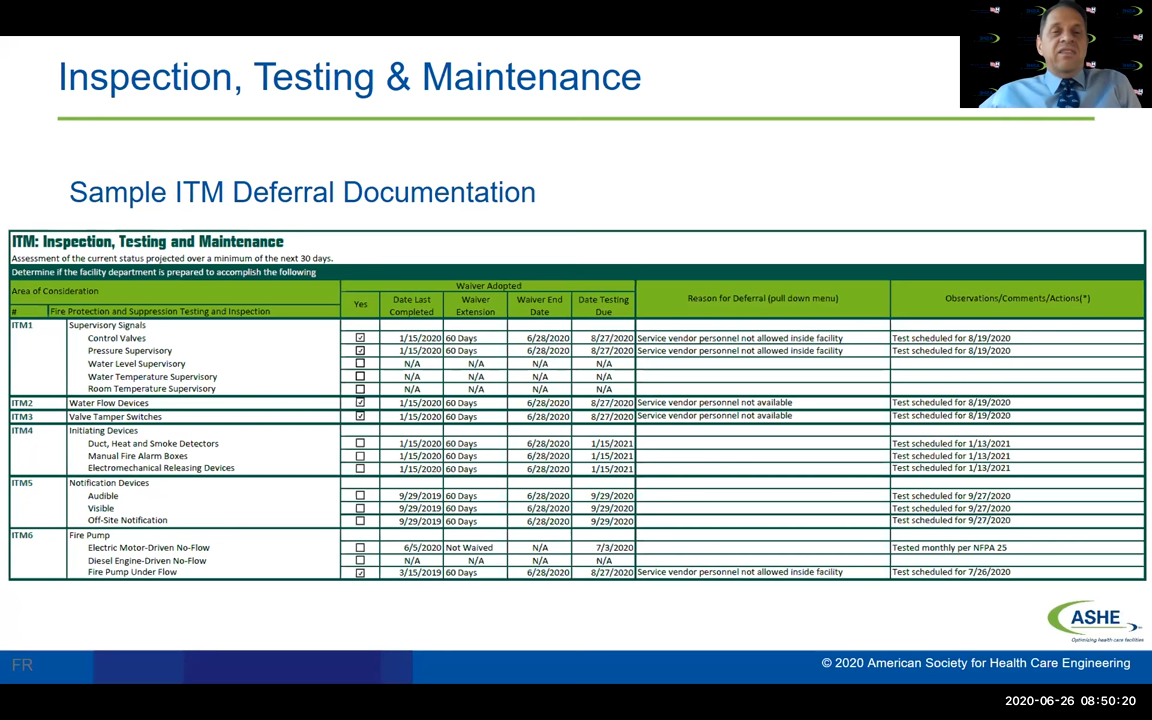 Inspection, Testing & Maintenance
Sample ITM Deferral Documentation
ITM: Inspection, Testing and Maintenance
Assessment of the current status projected over a minimum of the next 30 days.
Determine if the facility department is prepared to accomplish the following
Area of Consideration Waiver Adopted Reason for Deferral (pull down menu) Observations/Comments/Actions(*)
# Fire Protection and Suppression Testing and Inspection Yes Date Last Completed Waiver Extension Waiver End Date Date Testing Due
ITM1 Supervisory Signals
Control Valves ☑ 1/15/2020 60 Days 6/28/2020 8/27/2020 Service vendor personnel not allowed inside facility Test scheduled for 8/19/2020
Pressure Supervisory ☑ 1/15/2020 60 Days 6/28/2020 8/27/2020 Service vendor personnel not allowed inside facility Test scheduled for 8/19/2020
Water Level Supervisory ☐ N/A N/A N/A N/A
Water Temperature Supervisory ☐ N/A N/A N/A N/A
Room Temperature Supervisory ☐ N/A N/A N/A N/A
ITM2 Water Flow Devices ☑ 1/15/2020 60 Days 6/28/2020 8/27/2020 Service vendor personnel not available Test scheduled for 8/19/2020
ITM3 Valve Tamper Switches ☑ 1/15/2020 60 Days 6/28/2020 8/27/2020 Service vendor personnel not available Test scheduled for 8/19/2020
ITM4 Initiating Devices
Duct, Heat and Smoke Detectors ☐ 1/15/2020 60 Days 6/28/2020 1/15/2021 Test scheduled for 1/13/2021
Manual Fire Alarm Boxes ☐ 1/15/2020 60 Days 6/28/2020 1/15/2021 Test scheduled for 1/13/2021
Electromechanical Releasing Devices ☐ 1/15/2020 60 Days 6/28/2020 1/15/2021 Test scheduled for 1/13/2021
ITM5 Notification Devices
Audible ☐ 9/29/2019 60 Days 6/28/2020 9/29/2020 Test scheduled for 9/27/2020
Visible ☐ 9/29/2019 60 Days 6/28/2020 9/29/2020 Test scheduled for 9/27/2020
Off-Site Notification ☐ 9/29/2019 60 Days 6/28/2020 9/29/2020 Test scheduled for 9/27/2020
ITM6 Fire Pump
Electric Motor-Driven No-Flow ☐ 6/5/2020 Not Waived N/A 7/3/2020 Tested monthly per NFPA 25
Diesel Engine-Driven No-Flow ☐ N/A N/A N/A N/A
Fire Pump Under Flow ☑ 3/15/2019 60 Days 6/28/2020 8/27/2020 Service vendor personnel not allowed inside facility Test scheduled for 7/26/2020
ASHE
Optimizing health care facilities
FR
© 2020 American Society for Health Care Engineering
2020-06-26 08:50:20